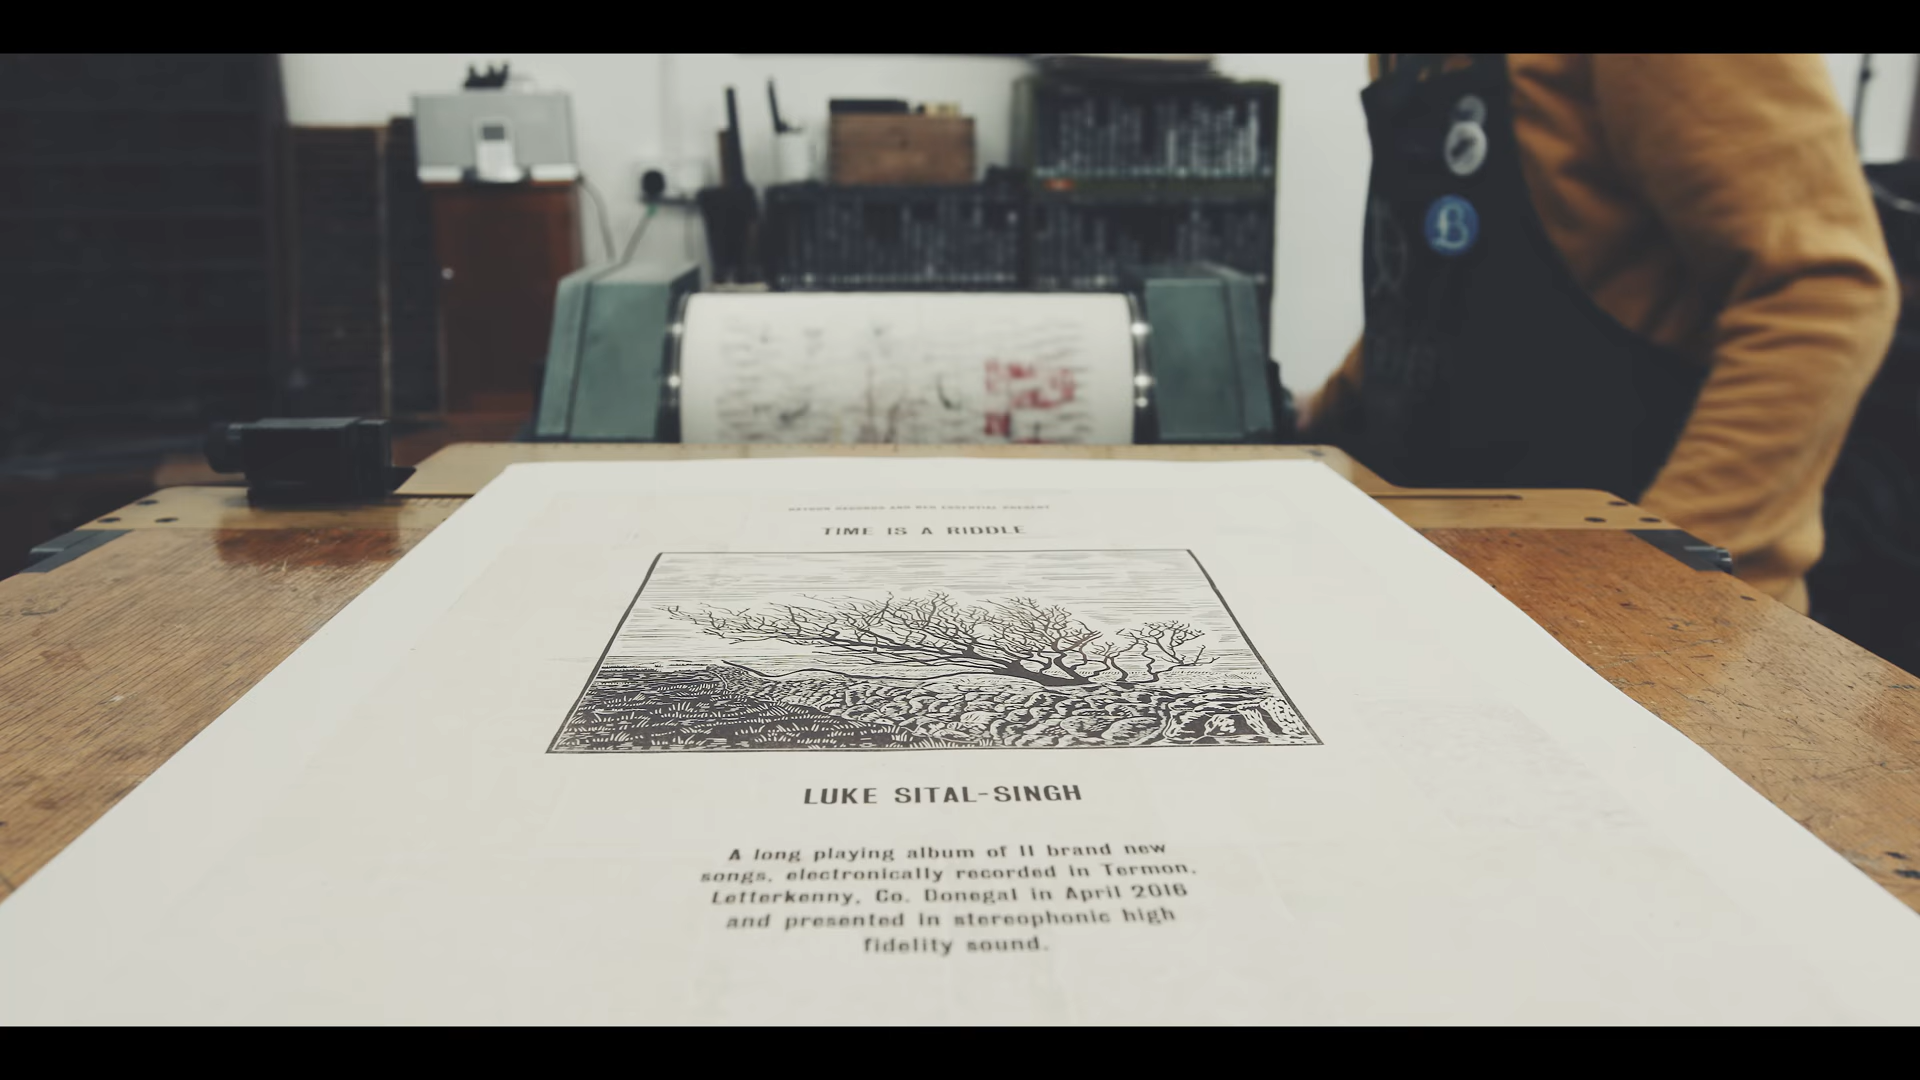 TIME IS A RIDDLE
LUKE SITAL-SINGH
A long playing album of 11 brand new
songs, electronically recorded in Termon,
Letterkenny, Co. Donegal in April 2016
and presented in stereophonic high
fidelity sound.